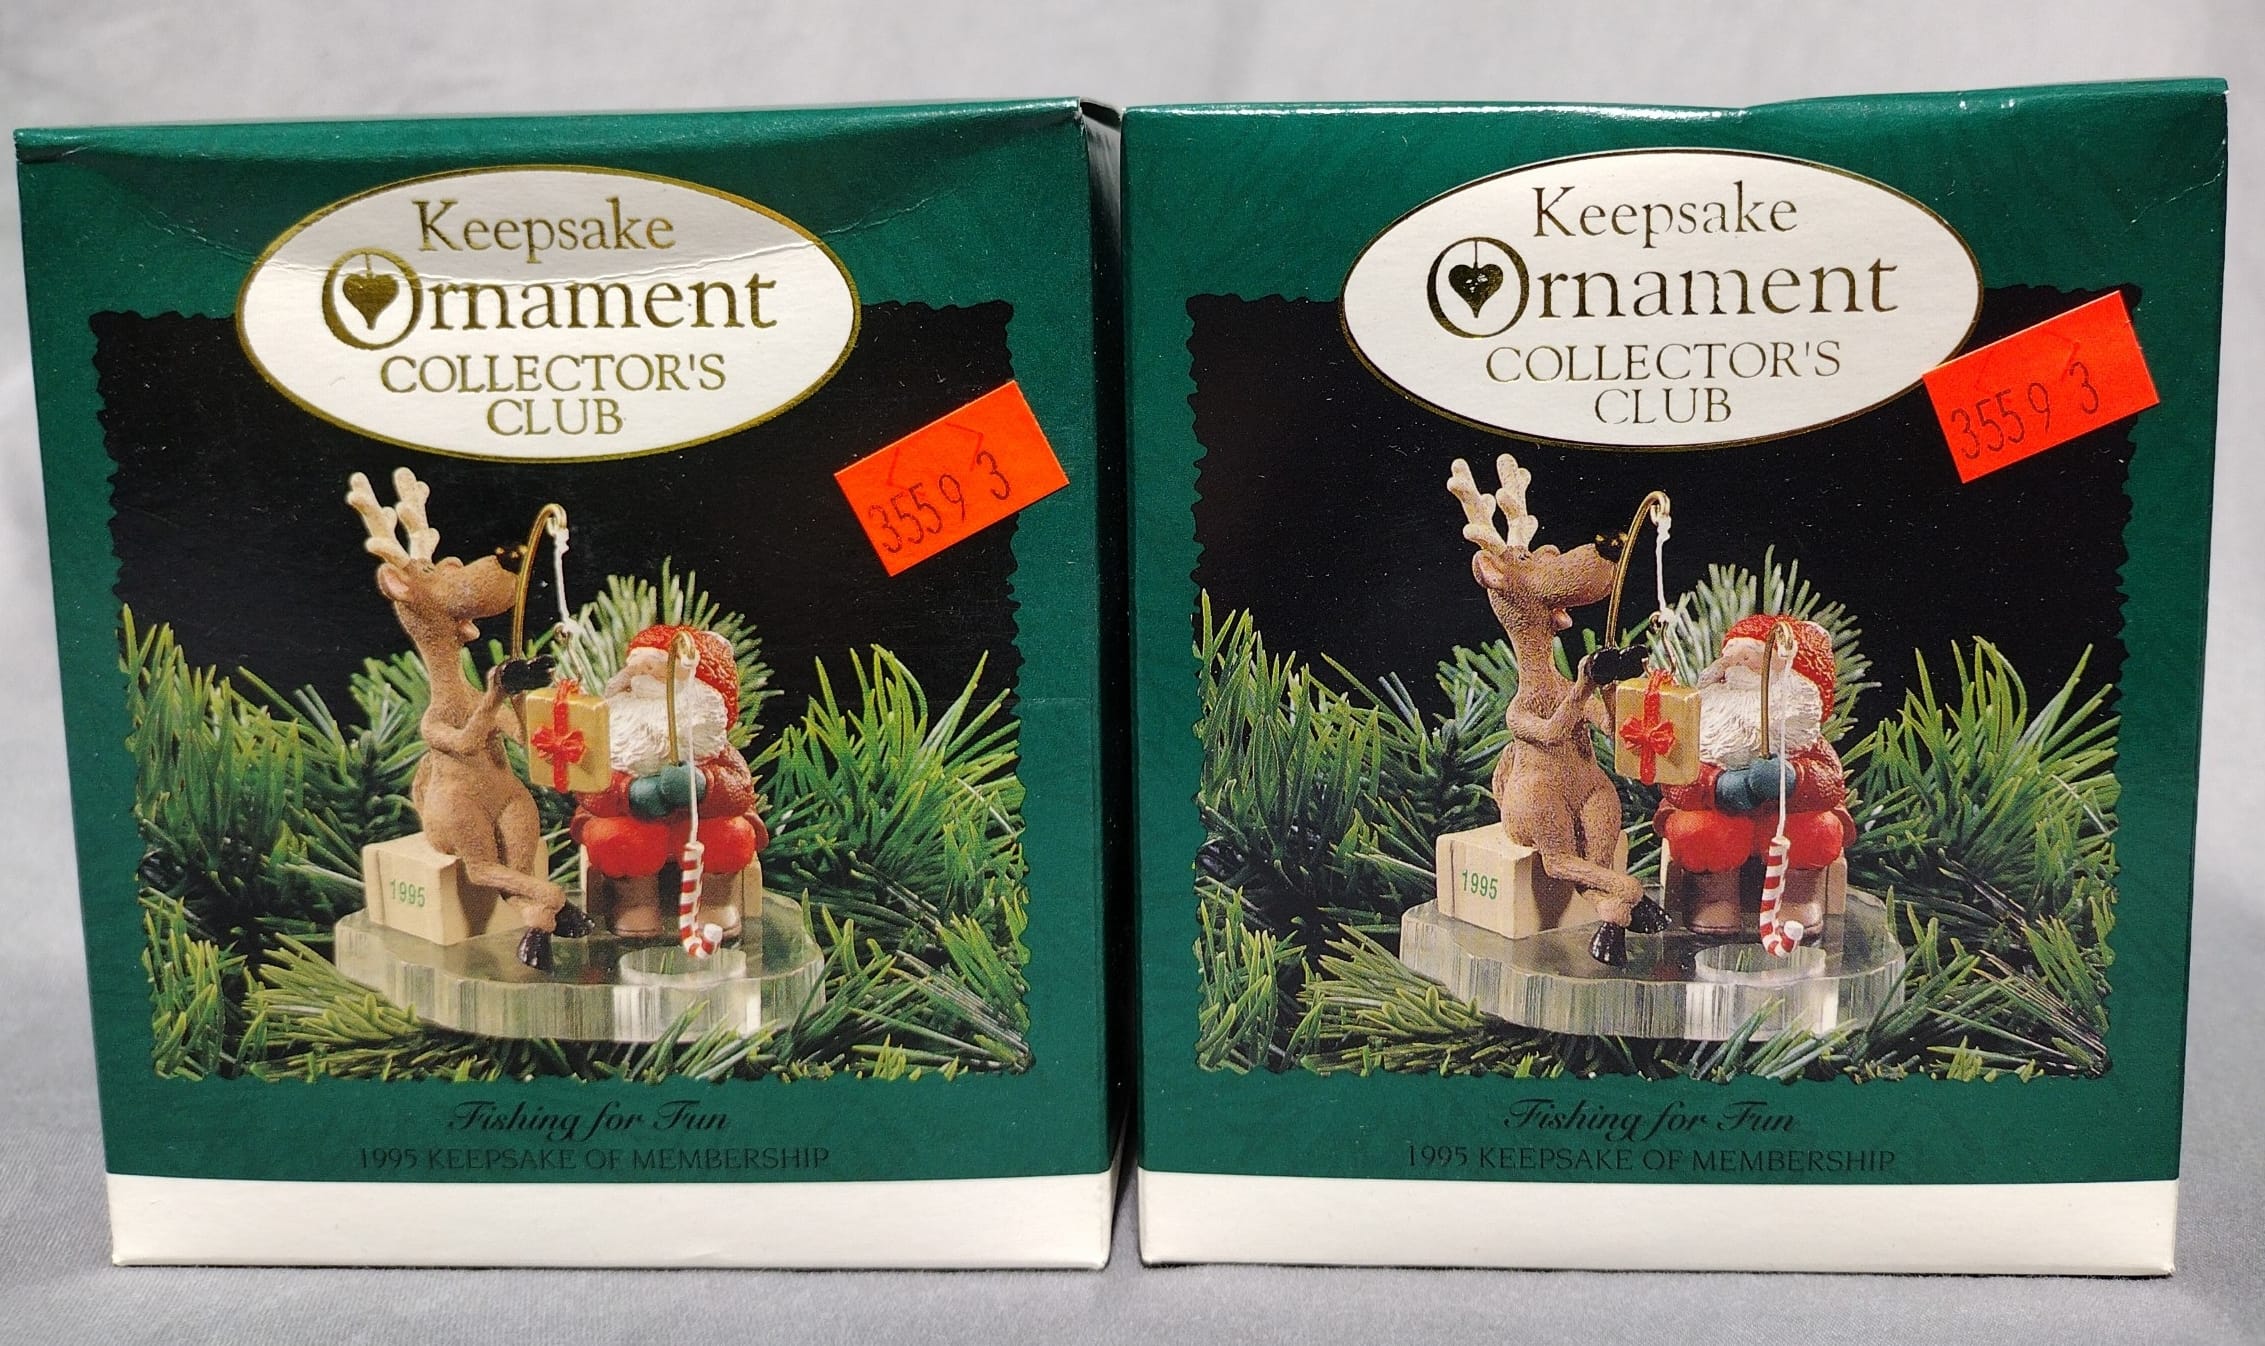 Keepsake
Ornament
COLLECTOR'S
CLUB
3559 3
1995
Fishing for Fun
1995 KEEPSAKE OF MEMBERSHIP
Keepsake
Ornament
COLLECTOR'S
CLUB
3559 3
1995
Fishing for Fun
1995 KEEPSAKE OF MEMBERSHIP